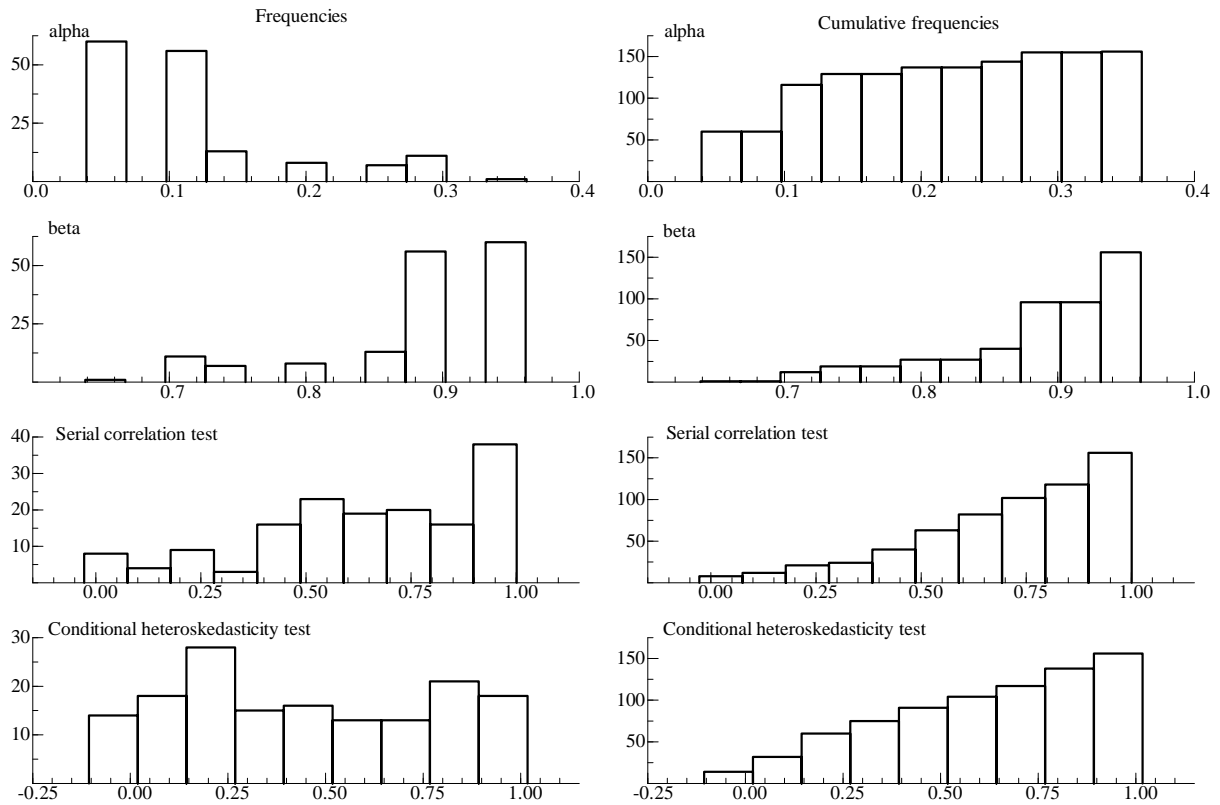 Frequencies
Cumulative frequencies
alpha
50
25
0.0 0.1 0.2 0.3 0.4
alpha
150
100
50
0.0 0.1 0.2 0.3 0.4
beta
50
25
0.7 0.8 0.9 1.0
beta
150
100
50
0.7 0.8 0.9 1.0
Serial correlation test
40
30
20
10
0.00 0.25 0.50 0.75 1.00
Serial correlation test
150
100
50
0.00 0.25 0.50 0.75 1.00
Conditional heteroskedasticity test
30
20
10
-0.25 0.00 0.25 0.50 0.75 1.00
Conditional heteroskedasticity test
150
100
50
-0.25 0.00 0.25 0.50 0.75 1.00